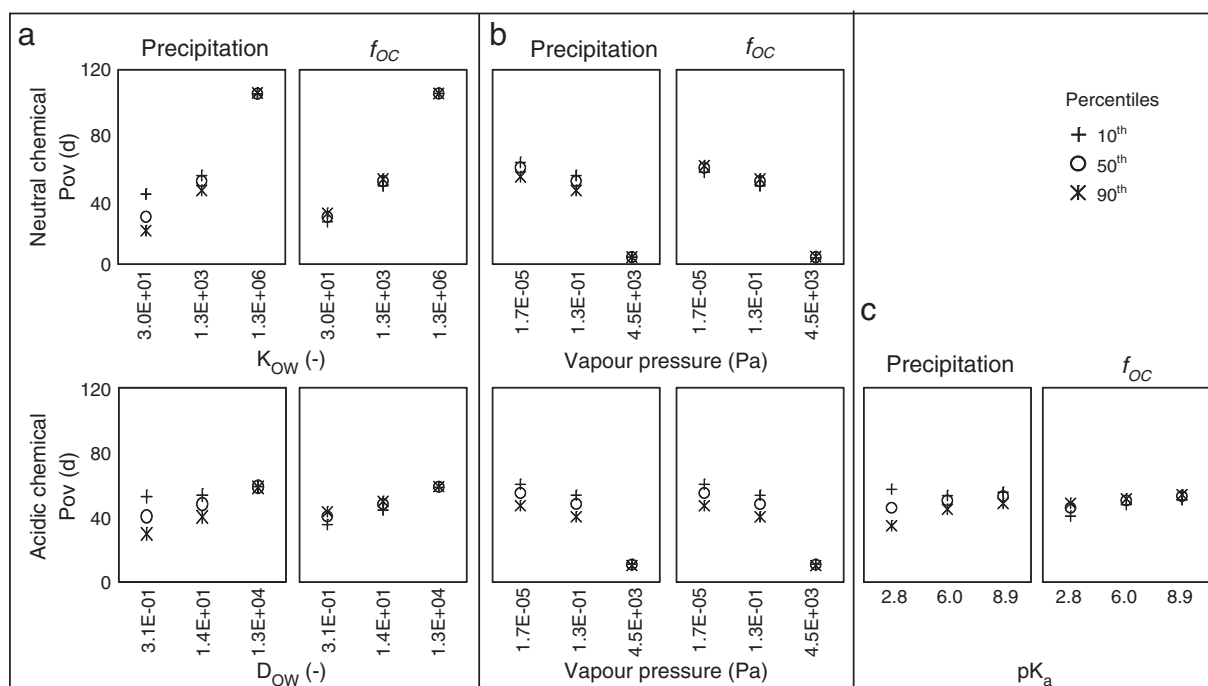 a
Precipitation
f_OC
Neutral chemical
Pov (d)
120
80
40
0
3.0E+01
1.3E+03
1.3E+06
3.0E+01
1.3E+03
1.3E+06
K_OW (-)
Acidic chemical
Pov (d)
120
80
40
0
3.1E-01
1.4E+01
1.3E+04
3.1E-01
1.4E+01
1.3E+04
D_OW (-)
b
Precipitation
f_OC
1.7E-05
1.3E-01
4.5E+03
1.7E-05
1.3E-01
4.5E+03
Vapour pressure (Pa)
1.7E-05
1.3E-01
4.5E+03
1.7E-05
1.3E-01
4.5E+03
Vapour pressure (Pa)
Percentiles
10th
50th
90th
c
Precipitation
f_OC
2.8 6.0 8.9
2.8 6.0 8.9
pK_a